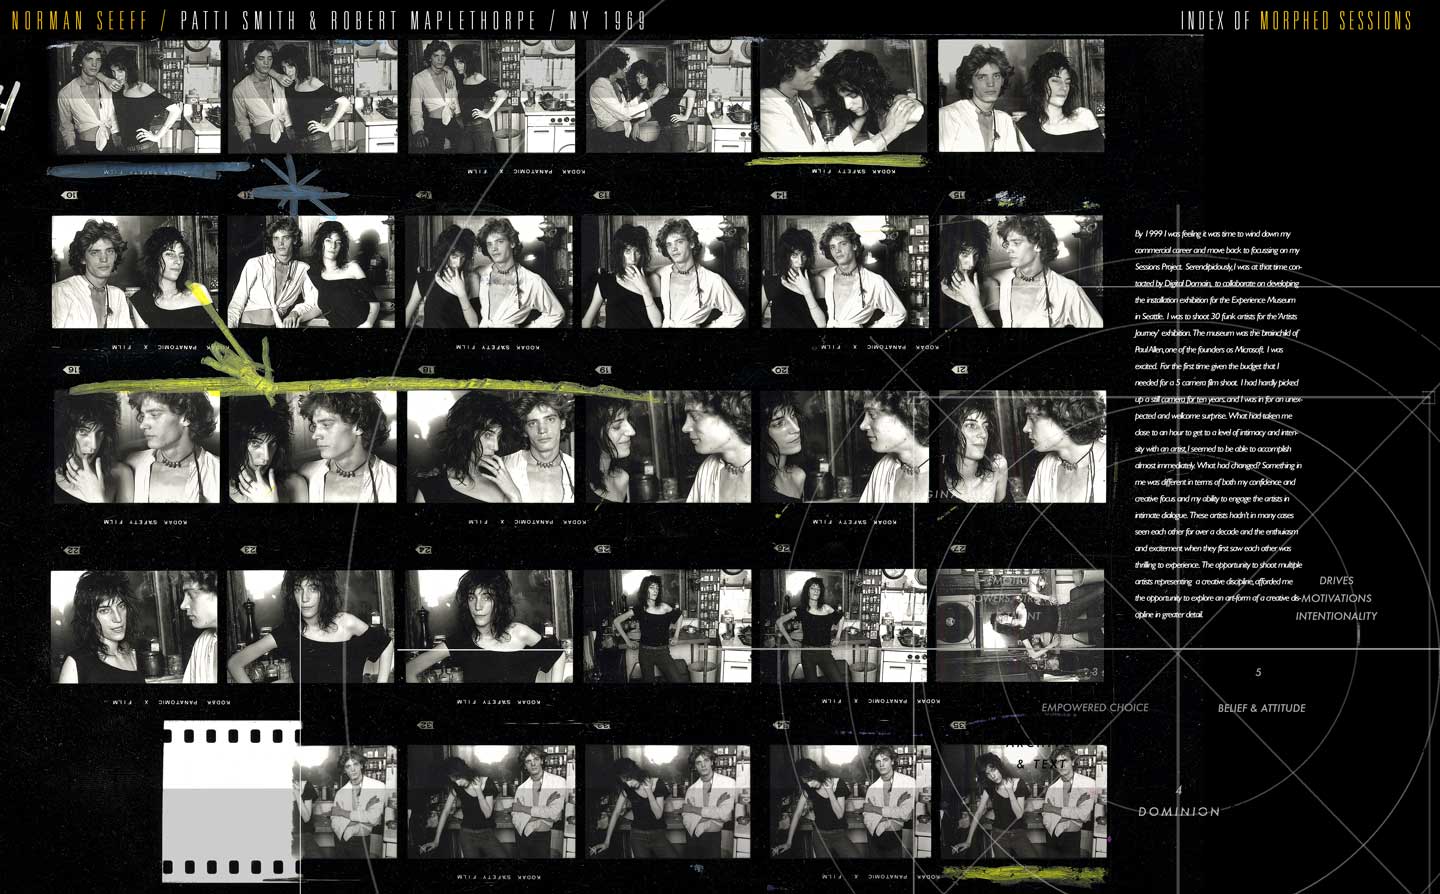 NORMAN SEEFF / PATTI SMITH & ROBERT MAPLETHORPE / NY 1969
INDEX OF MORPHED SESSIONS
KODAK SAFETY FILM
KODAK PANATOMIC X
By 1999 I was feeling it was time to wind down my
commercial career and move back to focussing on my
Sessions Project. Serendipidously, I was at that time con-
tacted by Digital Domain, to collaborate on developing
the installation exhibition for the Experience Museum
in Seattle. I was to shoot 30 funk artists for the 'Artists
Journey' exhibition. The museum was the brainchild of
Paul Allen, one of the founders os Microsoft. I was
excited. For the first time given the budget that I
needed for a 5 camera film shoot. I had hardly picked
up a still camera for ten years, and I was in for an unex-
pected and wellcome surprise. What had taken me
close to an hour to get to a level of intimacy and inten-
sity with an artist, I seemed to be able to accomplish
almost immediately. What had changed? Something in
me was different in terms of both my confidence and
creative focus and my ability to engage the artists in
intimate dialogue. These artists hadn't in many cases
seen each other for over a decade and the enthuiasm
and excitement when they first saw each other was
thrilling to experience. The opportunity to shoot multiple
artists representing a creative discipline, afforded me
the opportunity to explore an art-form of a creative dis-
cipline in greater detail.
DRIVES
MOTIVATIONS
INTENTIONALITY
5
EMPOWERED CHOICE
BELIEF & ATTITUDE
& TEXT
4
DOMINION